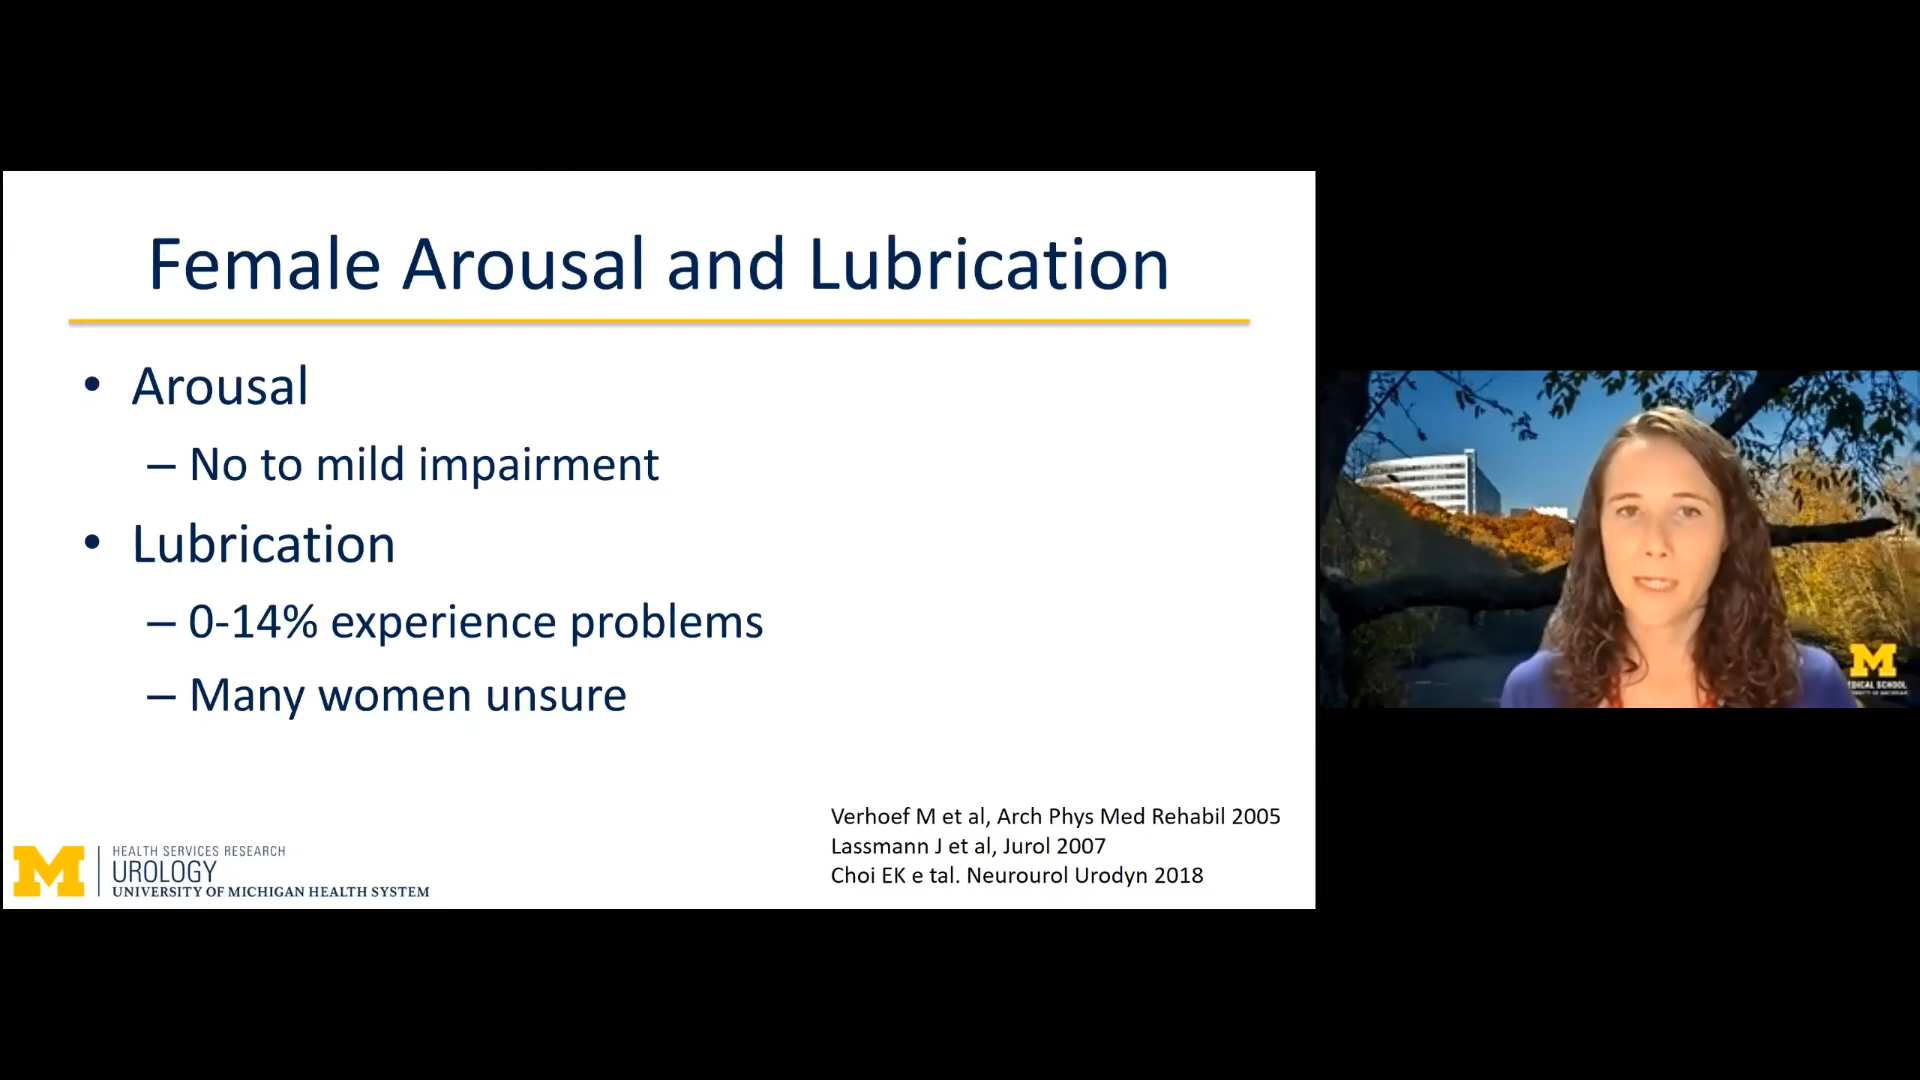 Female Arousal and Lubrication
• Arousal
– No to mild impairment
• Lubrication
– 0-14% experience problems
– Many women unsure
Verhoef M et al, Arch Phys Med Rehabil 2005
Lassmann J et al, Jurol 2007
Choi EK e tal. Neurourol Urodyn 2018
M
HEALTH SERVICES RESEARCH
UROLOGY
UNIVERSITY OF MICHIGAN HEALTH SYSTEM
M
EDICAL SCHOOL